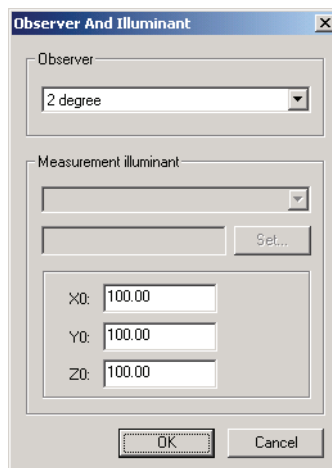 Observer And Illuminant
Observer
2 degree
Measurement illuminant
Set...
X0: 100.00
Y0: 100.00
Z0: 100.00
OK Cancel